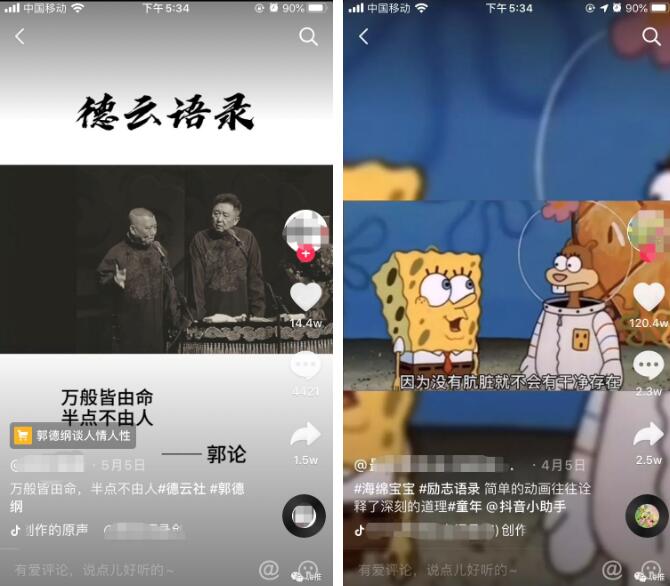 中国移动
下午5:34
90%
德云语录
14.4w
4421
万般皆由命
半点不由人
郭德纲谈人情人性
——郭论
1.5w
@
· 5月5日
万般皆由命，半点不由人#德云社 #郭德
纲
创作的原声
有爱评论，说点儿好听的~
中国移动
下午5:34
90%
120.4w
因为没有肮脏就不会有干净存在
2.3w
2.5w
@
· 4月5日
#海绵宝宝 #励志语录 简单的动画往往诠
释了深刻的道理#童年 @抖音小助手
创作
有爱评论，说点儿好听的~